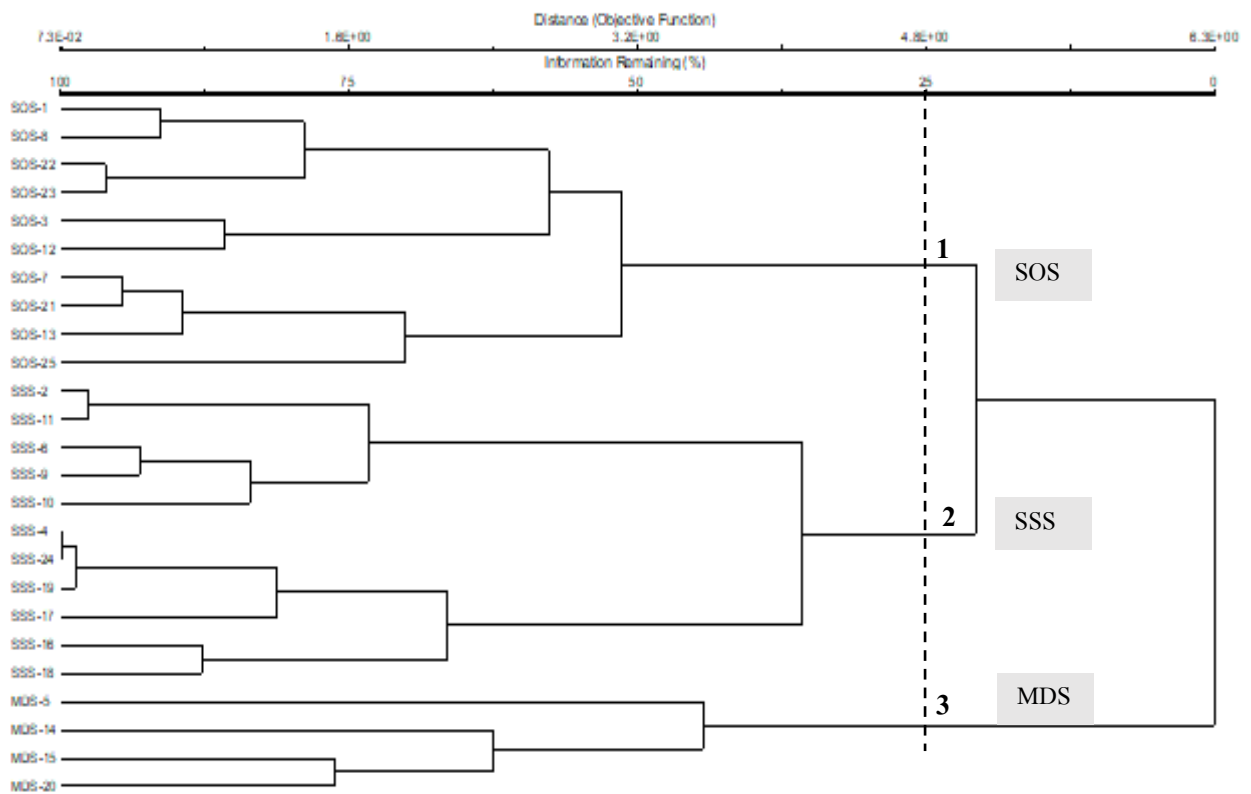 Distance (Objective Function)
7.3E-02 1.6E+00 3.2E+00 4.8E+00 6.3E+00
Information Remaining (%)
100 75 50 25 0
SOS-1
SOS-8
SOS-22
SOS-23
SOS-3
SOS-12
1
SOS
SOS-7
SOS-21
SOS-13
SOS-25
SSS-2
SSS-11
SSS-6
SSS-9
SSS-10
2
SSS
SSS-4
SSS-24
SSS-19
SSS-17
SSS-16
SSS-18
MDS-5
3
MDS
MDS-14
MDS-15
MDS-20